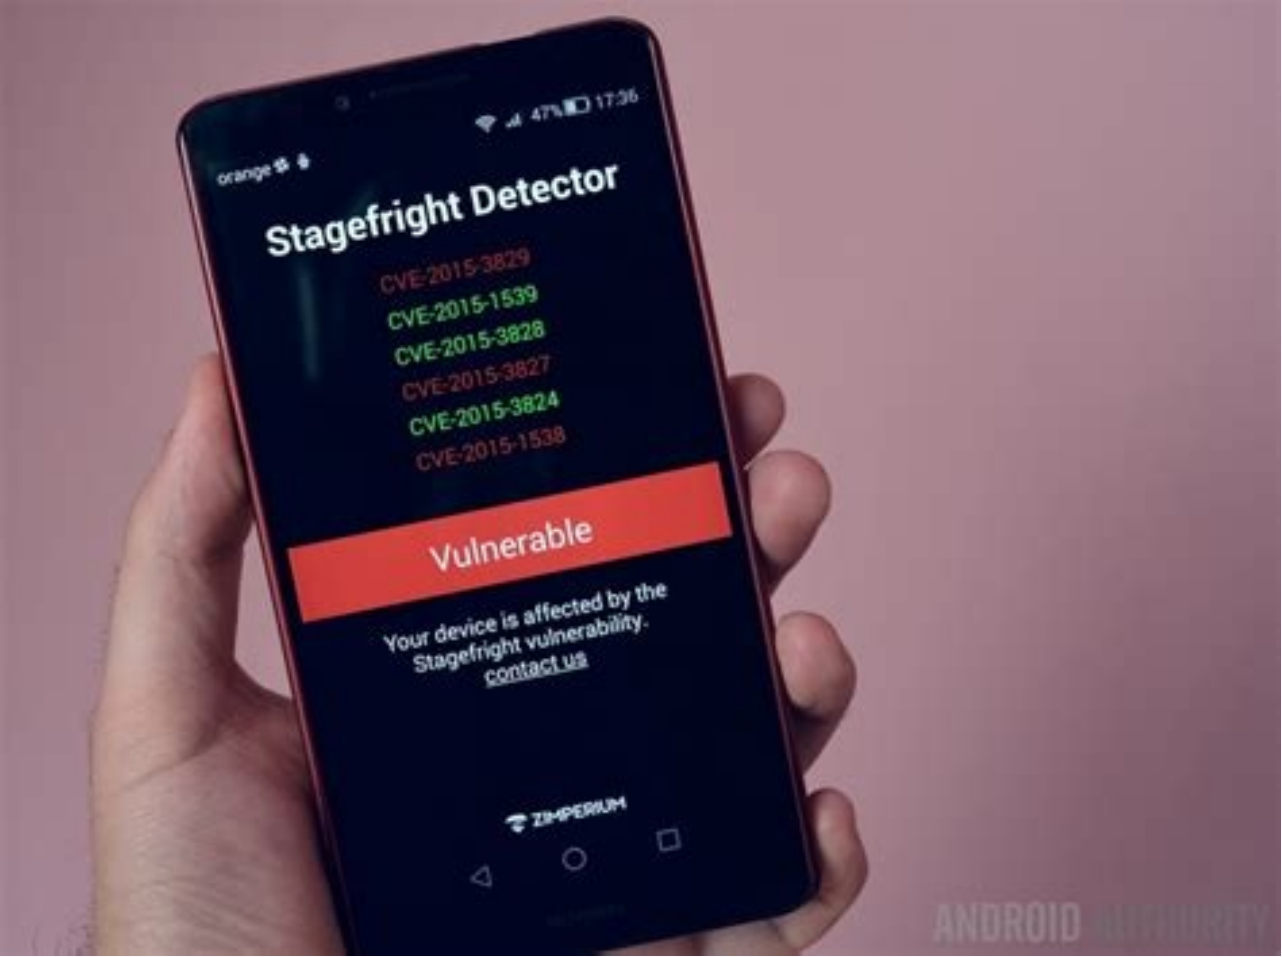 orange
47% 17:36
Stagefright Detector
CVE-2015-3829
CVE-2015-1539
CVE-2015-3828
CVE-2015-3827
CVE-2015-3824
CVE-2015-1538
Vulnerable
Your device is affected by the
Stagefright vulnerability.
contact us
ZIMPERIUM
ANDROID AUTHORITY